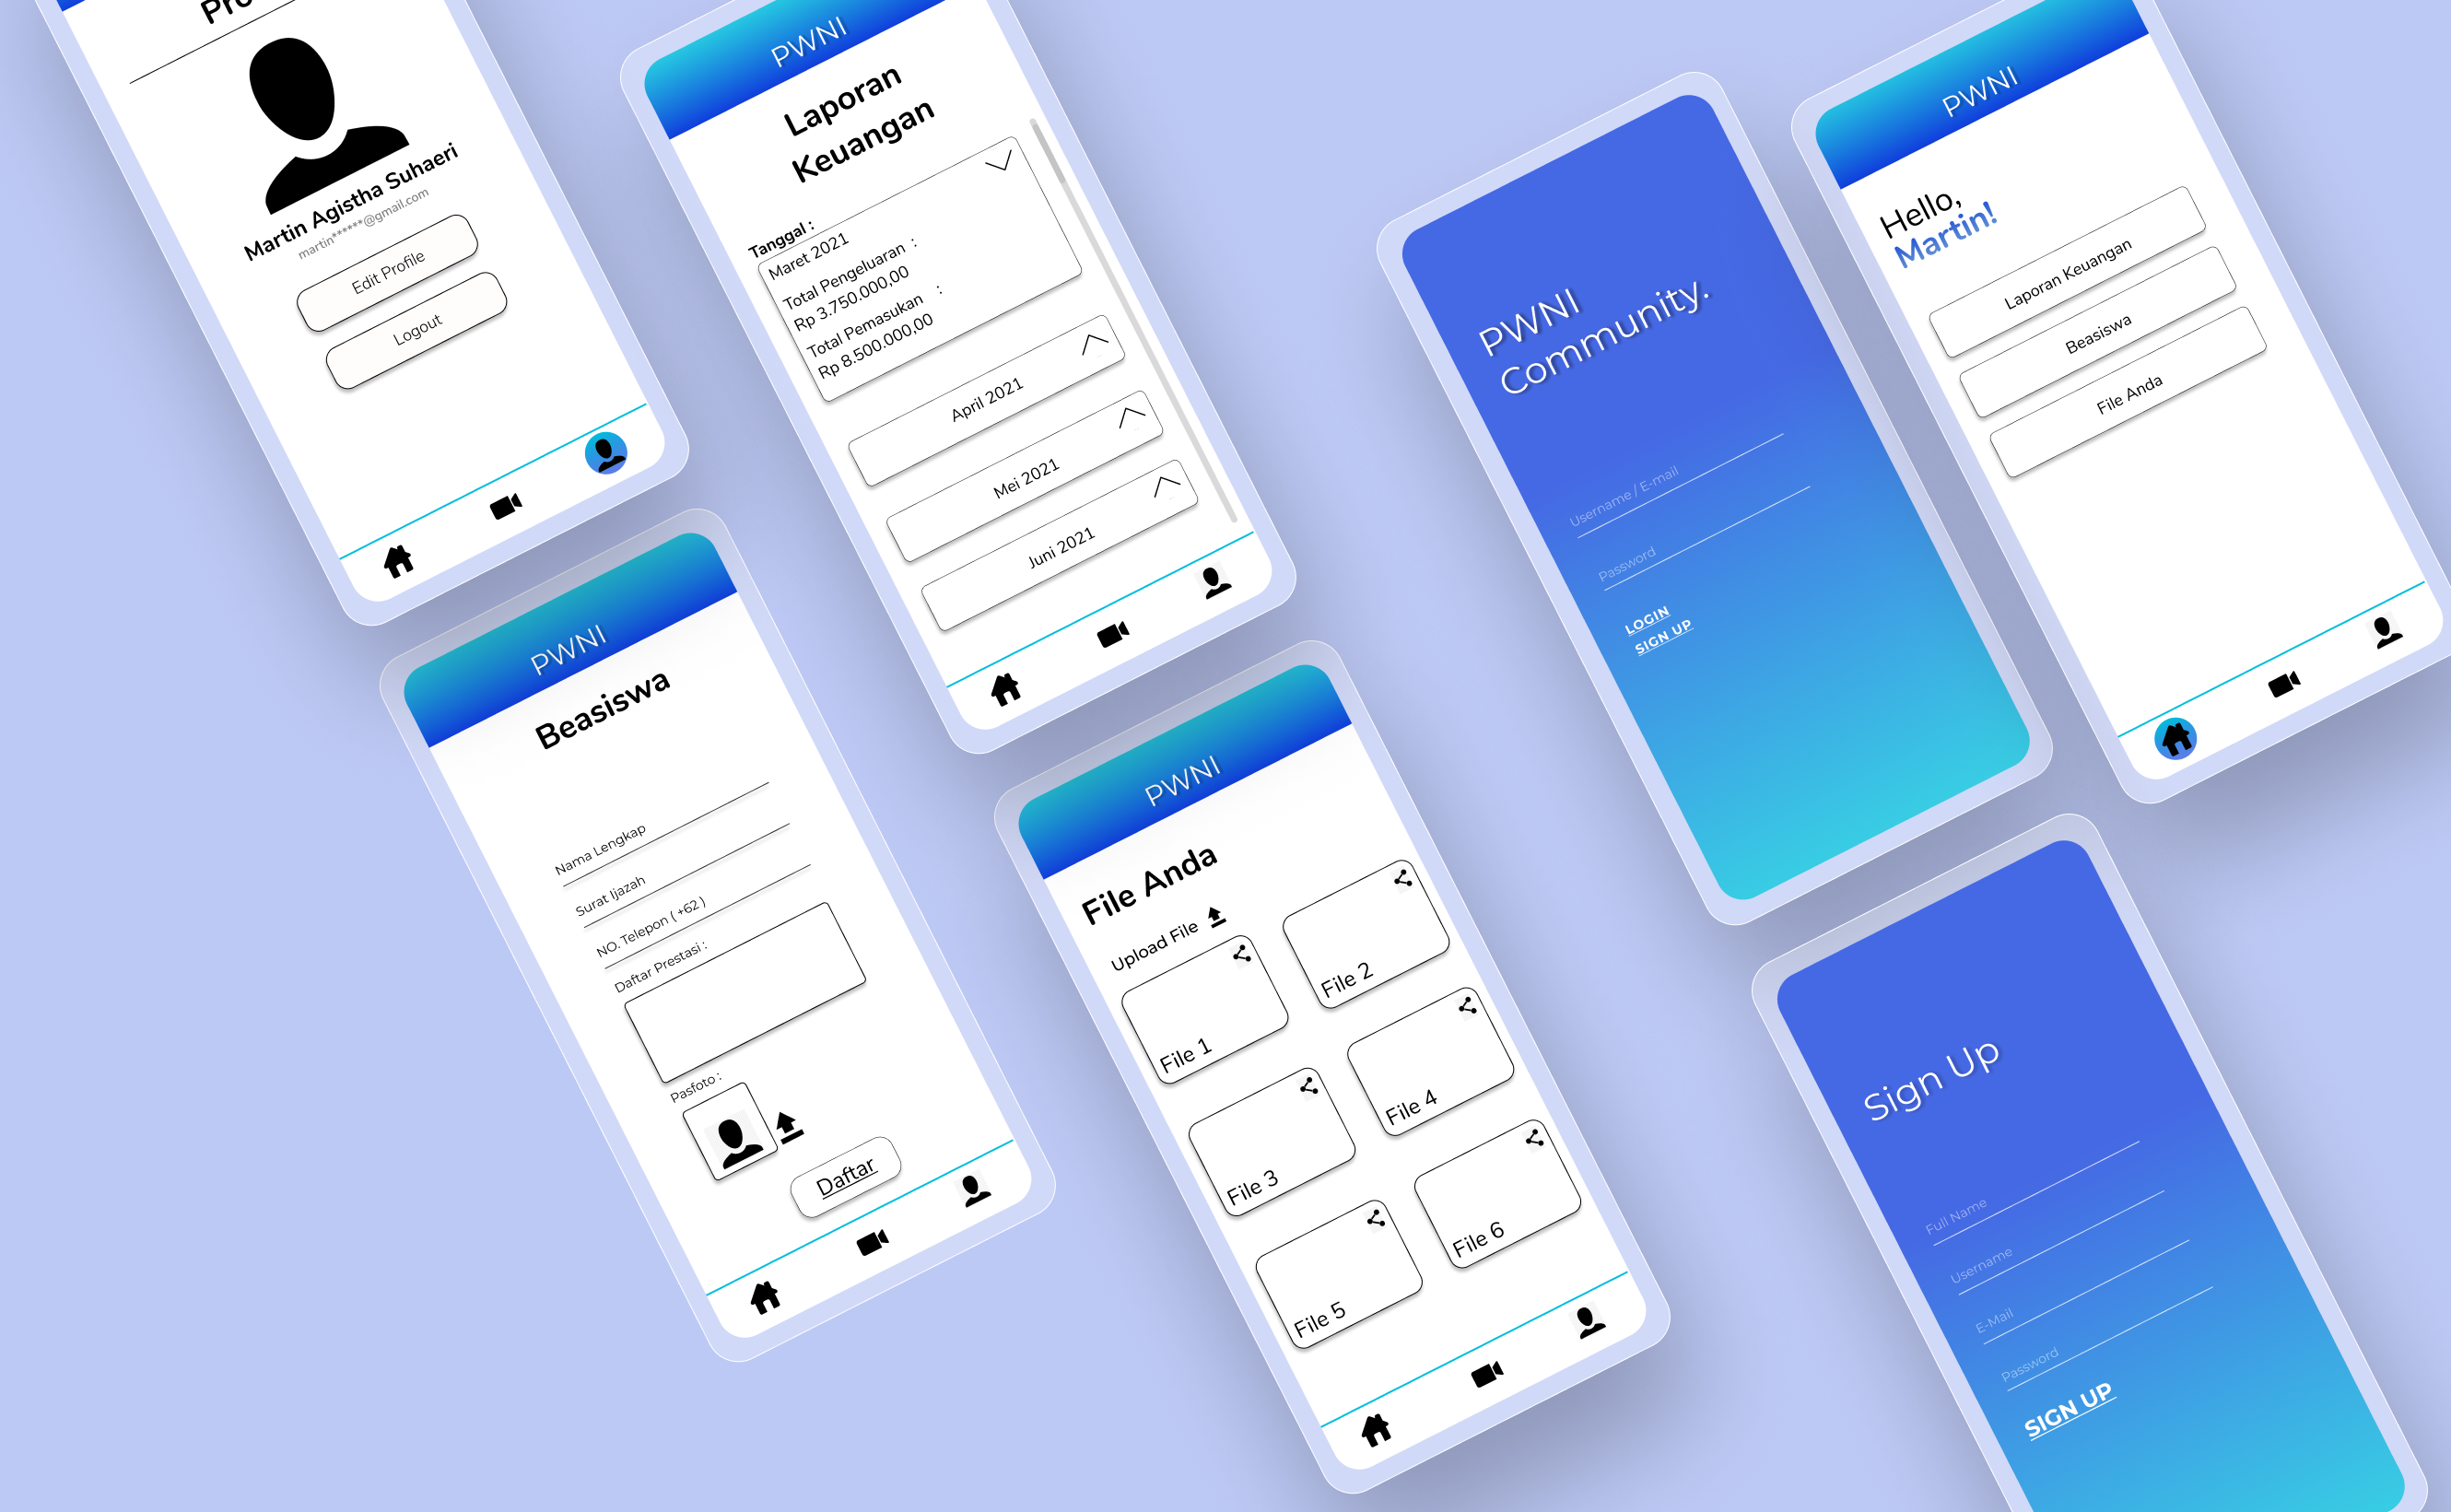 Pro
Martin Agistha Suhaeri
martin******@gmail.com
Edit Profile
Logout
PWNI
Laporan
Keuangan
Tanggal :
Maret 2021
Total Pengeluaran :
Rp 3.750.000,00
Total Pemasukan :
Rp 8.500.000,00
April 2021
Mei 2021
Juni 2021
PWNI
Community.
Username / E-mail
Password
LOGIN
SIGN UP
PWNI
Hello,
Martin!
Laporan Keuangan
Beasiswa
File Anda
PWNI
Beasiswa
Nama Lengkap
Surat Ijazah
NO. Telepon ( +62 )
Daftar Prestasi :
Pasfoto :
Daftar
PWNI
File Anda
Upload File
File 1
File 2
File 3
File 4
File 5
File 6
Sign Up
Full Name
Username
E-Mail
Password
SIGN UP